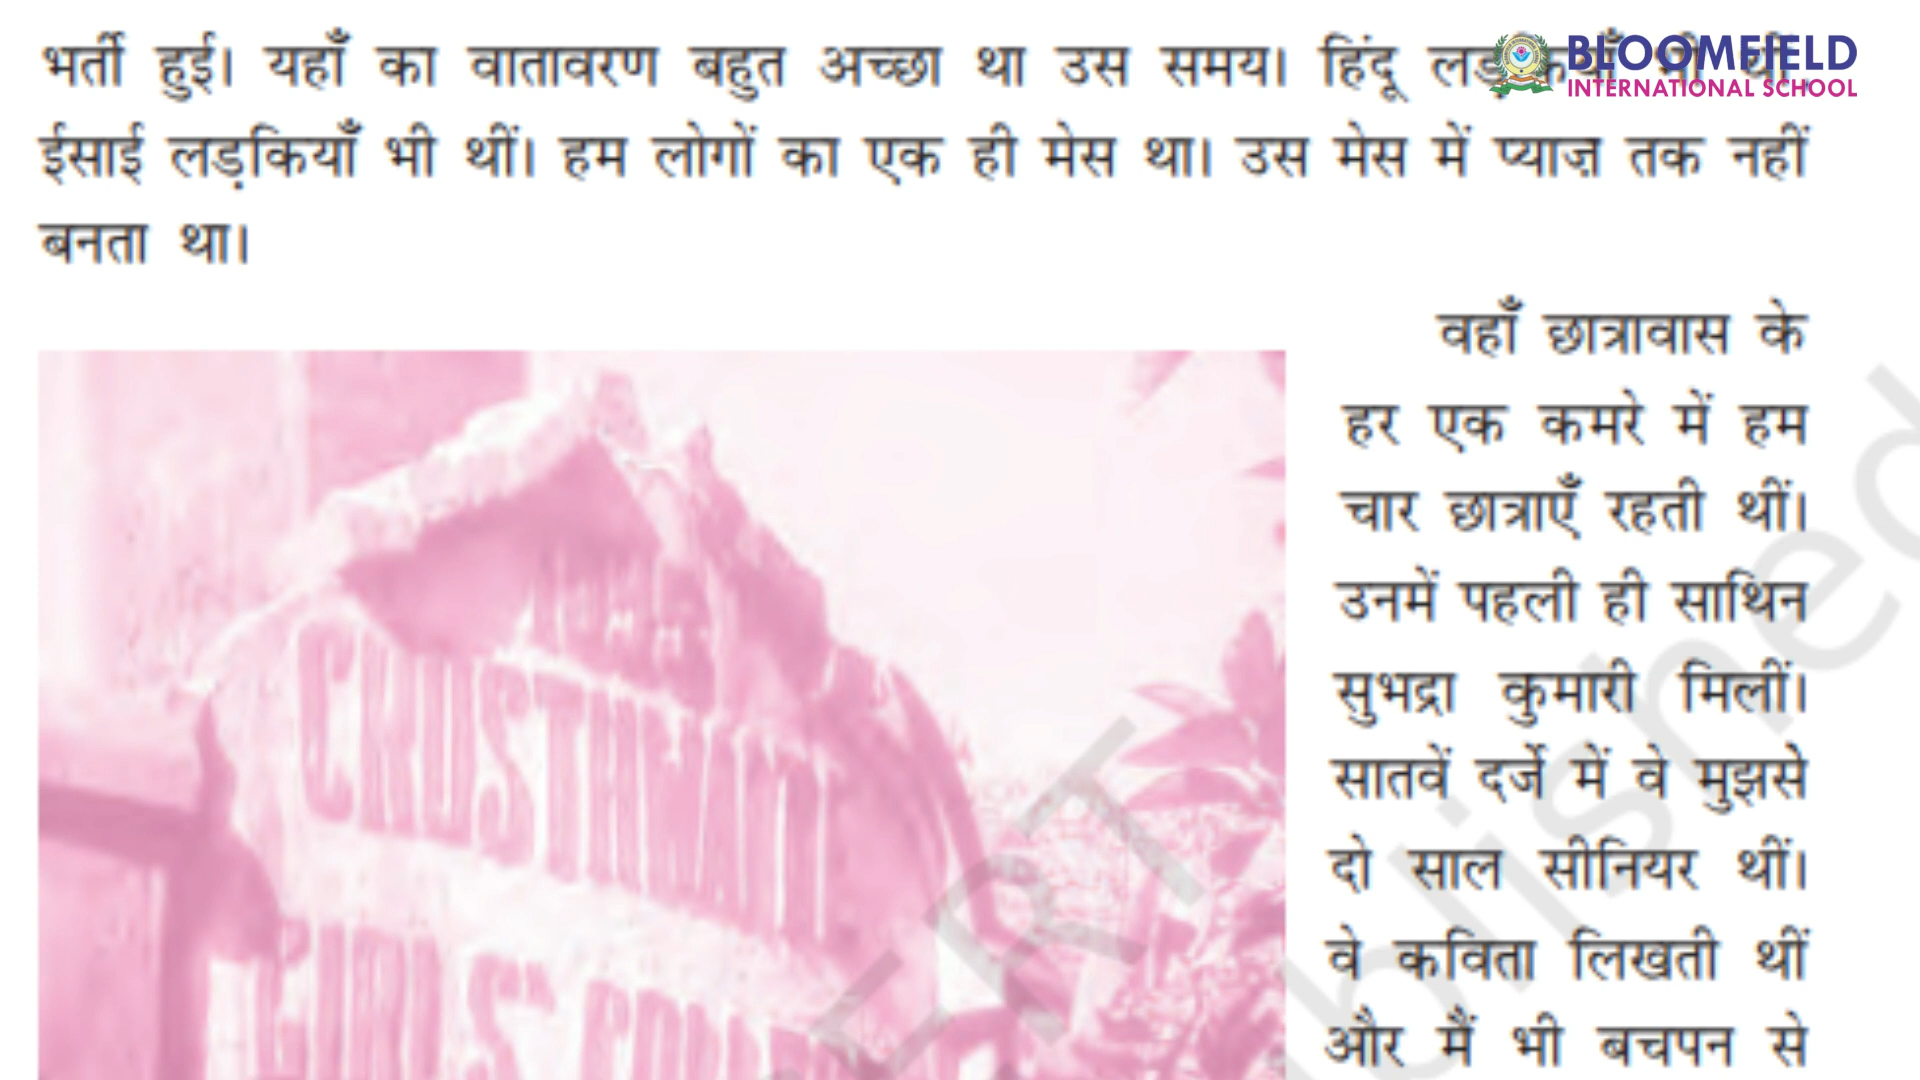 भर्ती हुई। यहाँ का वातावरण बहुत अच्छा था उस समय। हिंदू लड़कियाँ भी थीं,
BLOOMFIELD
INTERNATIONAL SCHOOL
ईसाई लड़कियाँ भी थीं। हम लोगों का एक ही मेस था। उस मेस में प्याज़ तक नहीं
बनता था।
वहाँ छात्रावास के
हर एक कमरे में हम
चार छात्राएँ रहती थीं।
उनमें पहली ही साथिन
सुभद्रा कुमारी मिलीं।
सातवें दर्जे में वे मुझसे
दो साल सीनियर थीं।
वे कविता लिखती थीं
और मैं भी बचपन से